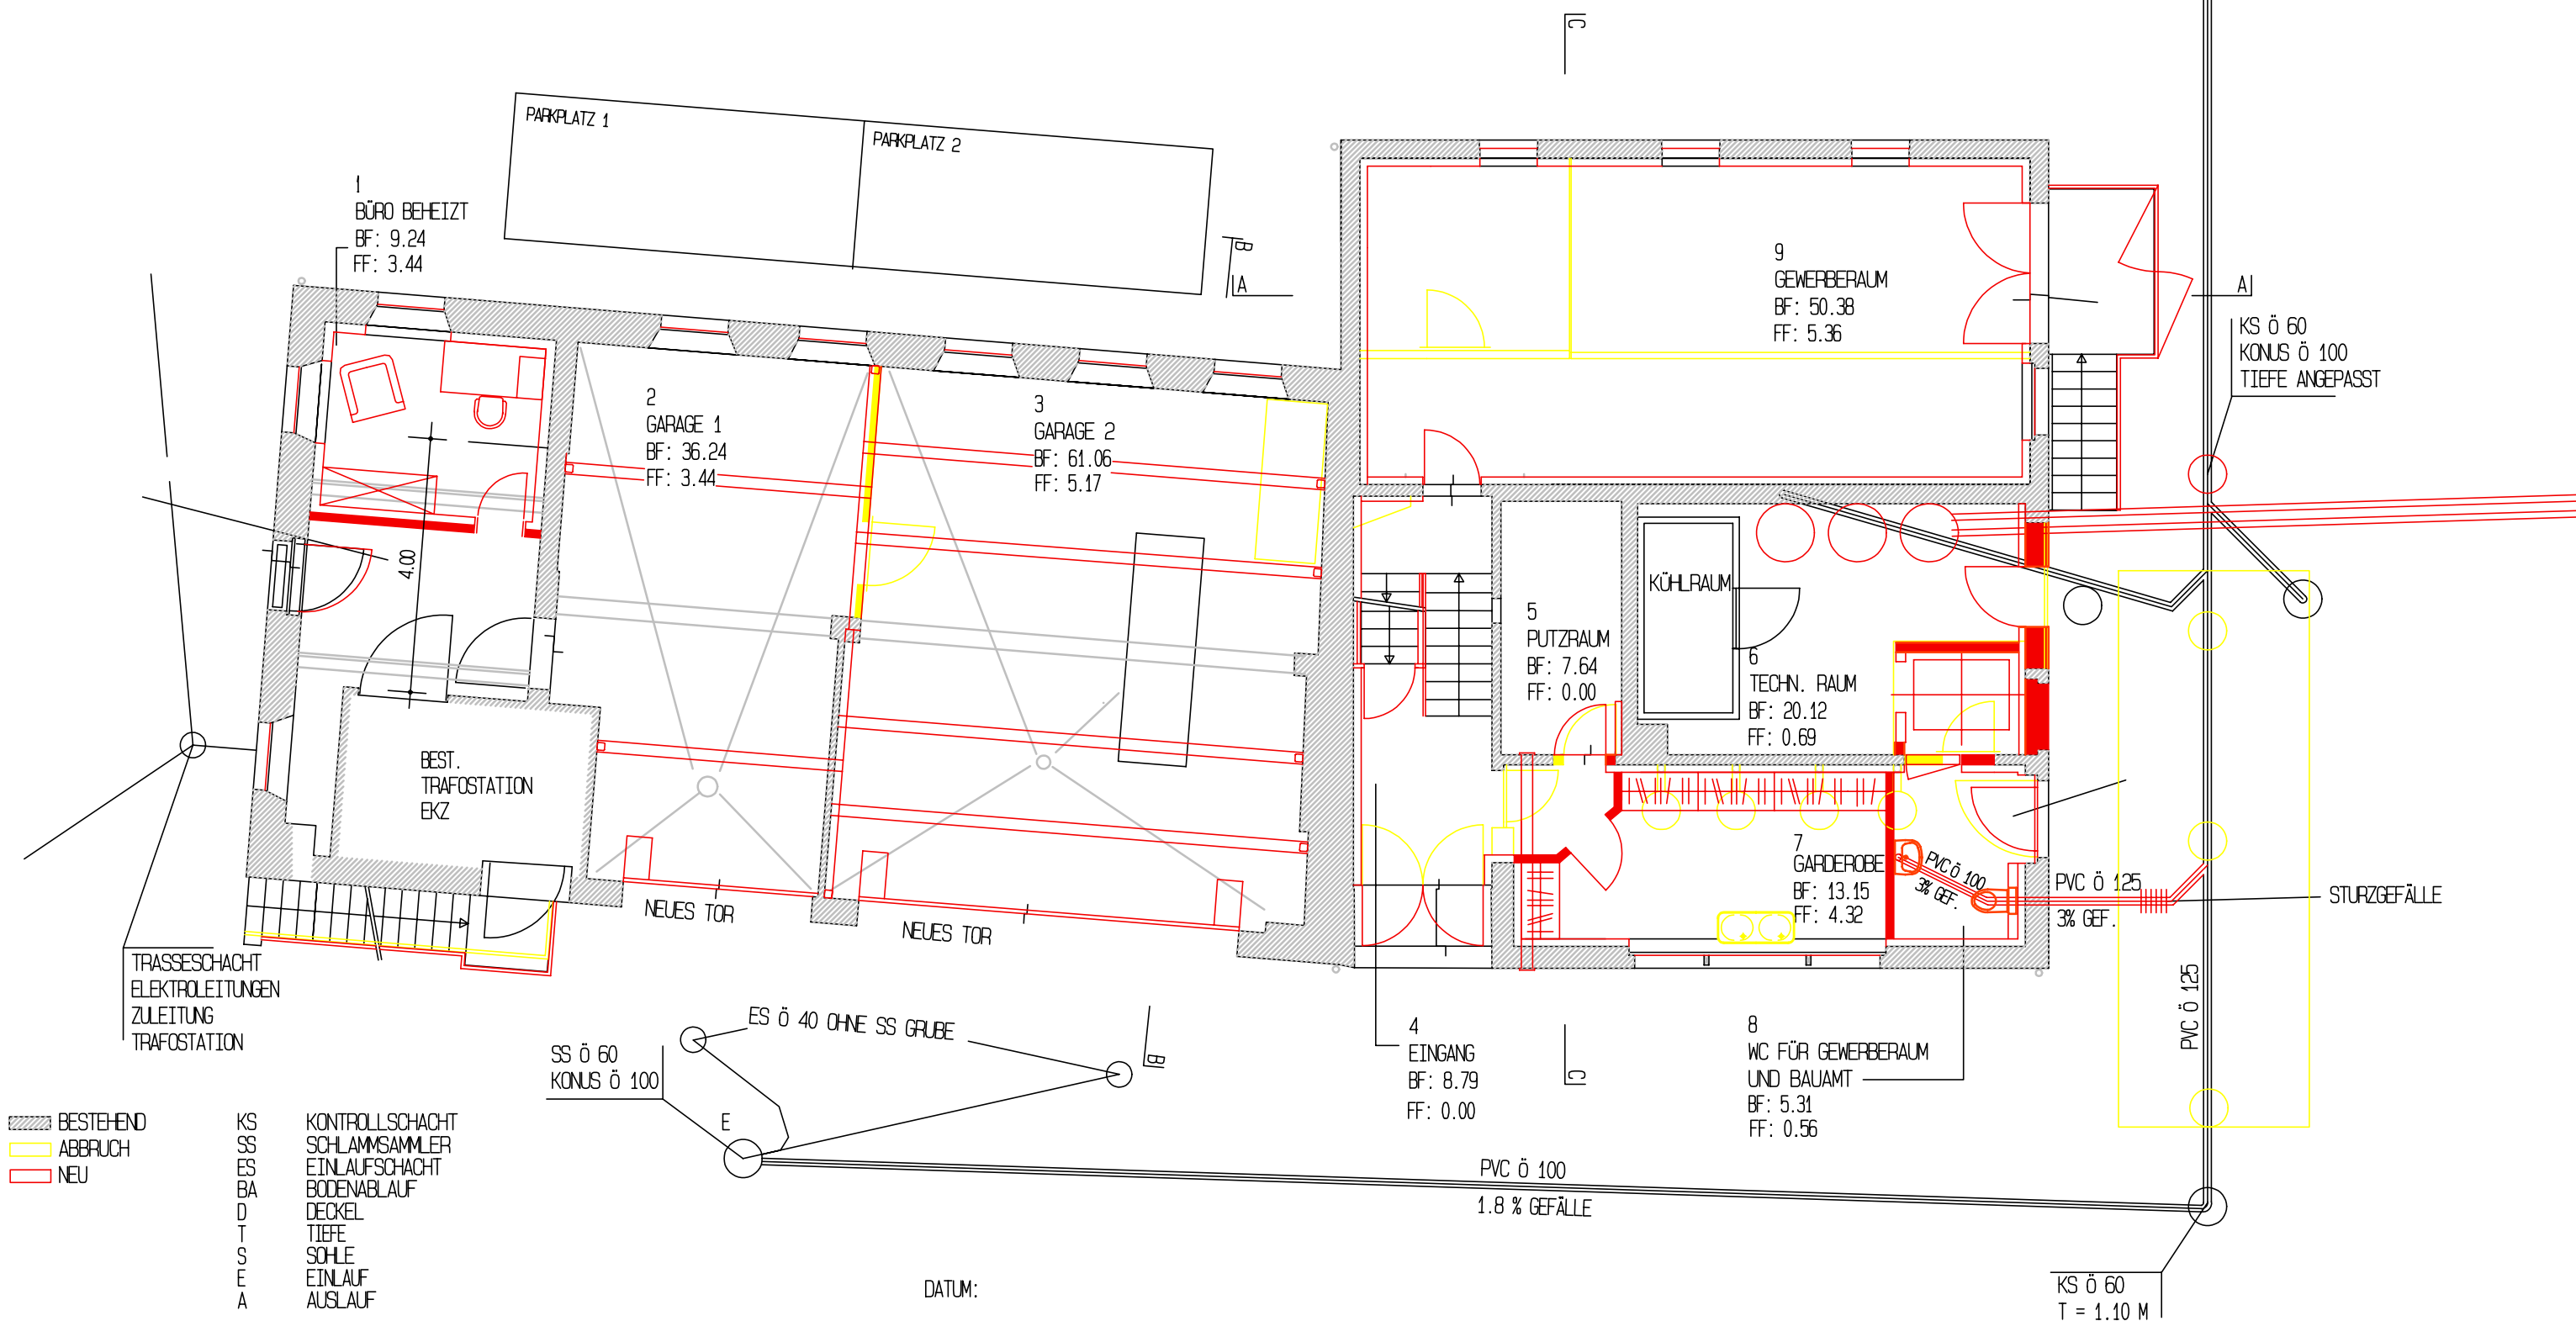 C
PARKPLATZ 1
PARKPLATZ 2
1
BÜRO BEHEIZT
BF: 9.24
FF: 3.44
B
A
9
GEWERBERAUM
BF: 50.38
FF: 5.36
A
KS Ö 60
KONUS Ö 100
TIEFE ANGEPASST
2
GARAGE 1
BF: 36.24
FF: 3.44
3
GARAGE 2
BF: 61.06
FF: 5.17
4.00
KÜHLRAUM
5
PUTZRAUM
BF: 7.64
FF: 0.00
6
TECHN. RAUM
BF: 20.12
FF: 0.69
BEST.
TRAFOSTATION
EKZ
7
GARDEROBE
BF: 13.15
FF: 4.32
PVC Ö 100
3% GEF.
PVC Ö 125
3% GEF.
STURZGEFÄLLE
NEUES TOR
NEUES TOR
TRASSESCHACHT
ELEKTROLEITUNGEN
ZULEITUNG
TRAFOSTATION
PVC Ö 125
ES Ö 40 OHNE SS GRUBE
SS Ö 60
KONUS Ö 100
E
B
4
EINGANG
BF: 8.79
FF: 0.00
C
8
WC FÜR GEWERBERAUM
UND BAUAMT
BF: 5.31
FF: 0.56
BESTEHEND
ABBRUCH
NEU
KS KONTROLLSCHACHT
SS SCHLAMMSAMMLER
ES EINLAUFSCHACHT
BA BODENABLAUF
D DECKEL
T TIEFE
S SOHLE
E EINLAUF
A AUSLAUF
PVC Ö 100
1.8 % GEFÄLLE
DATUM:
KS Ö 60
T = 1.10 M